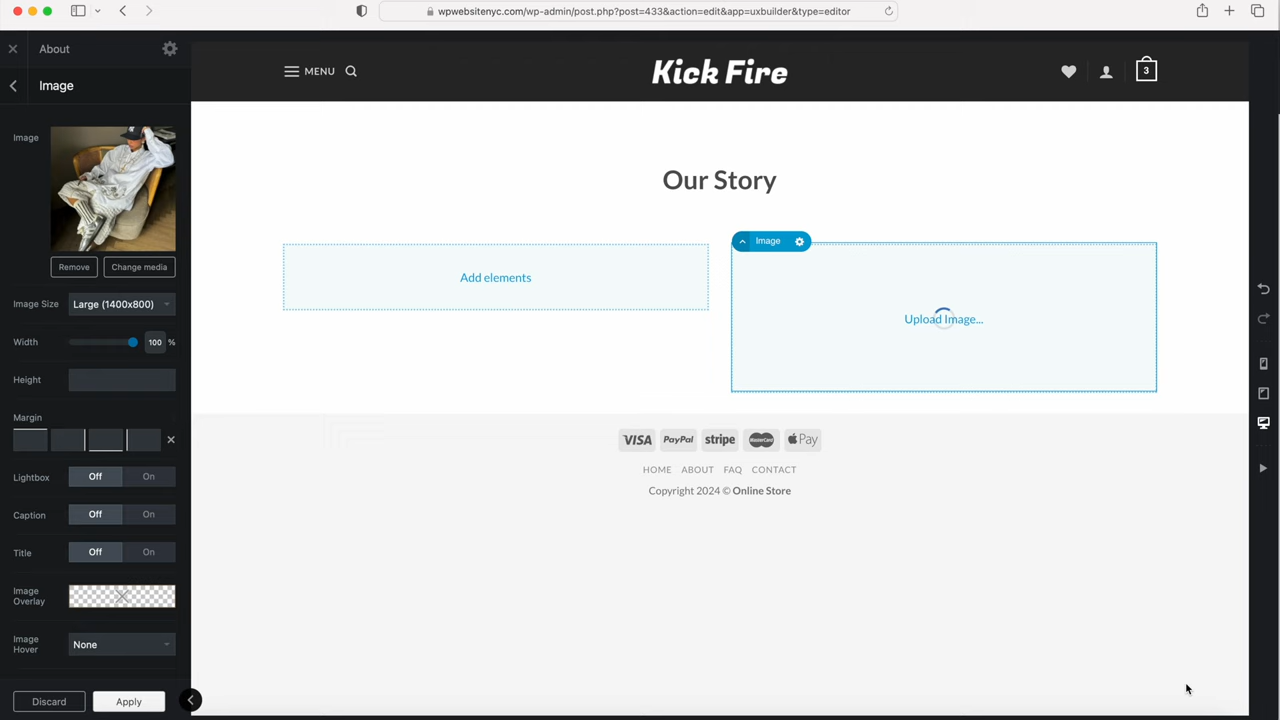 wpwebsitenyc.com/wp-admin/post.php?post=433&action=edit&app=uxbuilder&type=editor
About
Image
Image
Remove
Change media
Image Size
Large (1400x800)
Width
100
%
Height
Margin
Lightbox
Off
On
Caption
Off
On
Title
Off
On
Image
Overlay
Image
Hover
None
Discard
Apply
MENU
Kick Fire
3
Our Story
Add elements
Image
Upload Image...
VISA
PayPal
stripe
MasterCard
Pay
HOME
ABOUT
FAQ
CONTACT
Copyright 2024 © Online Store